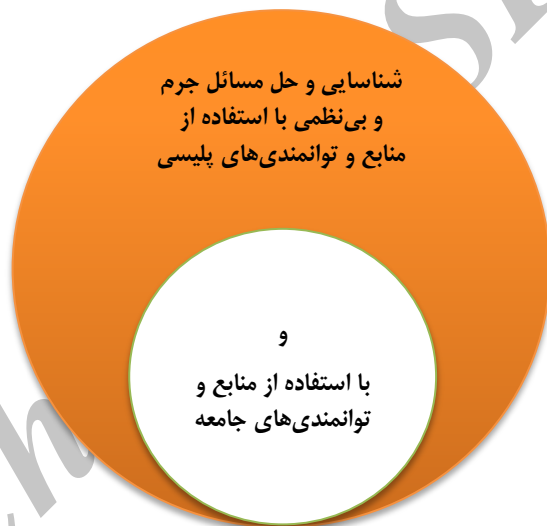 شناسایی و حل مسائل جرم
و بی‌نظمی با استفاده از
منابع و توانمندی‌های پلیسی
و
با استفاده از منابع و
توانمندی‌های جامعه